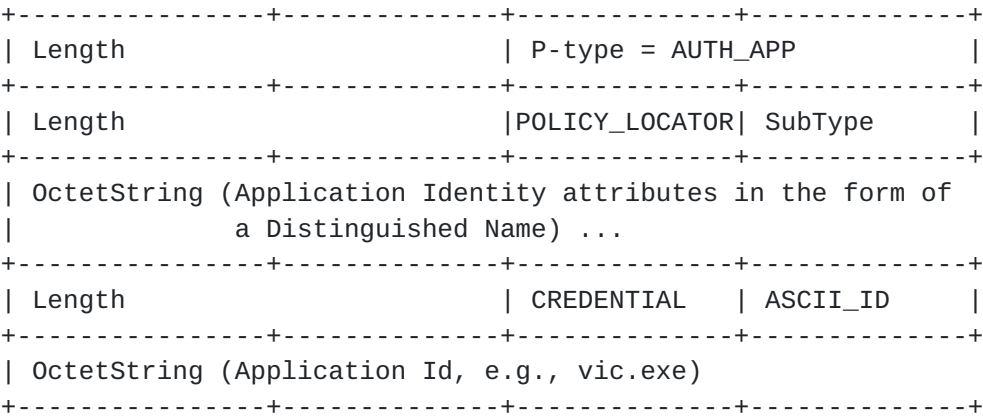 +----------------+--------------+--------------+--------------+
| Length                        | P-type = AUTH_APP           |
+----------------+--------------+--------------+--------------+
| Length                        |POLICY_LOCATOR| SubType      |
+----------------+--------------+--------------+--------------+
| OctetString (Application Identity attributes in the form of
|              a Distinguished Name) ...
+----------------+--------------+--------------+--------------+
| Length                        | CREDENTIAL   | ASCII_ID     |
+----------------+--------------+--------------+--------------+
| OctetString (Application Id, e.g., vic.exe)
+----------------+--------------+--------------+--------------+